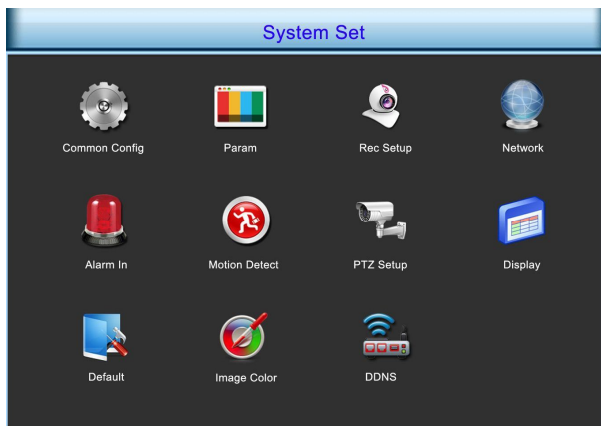 System Set
Common Config
Param
Rec Setup
Network
Alarm In
Motion Detect
PTZ Setup
Display
Default
Image Color
DDNS